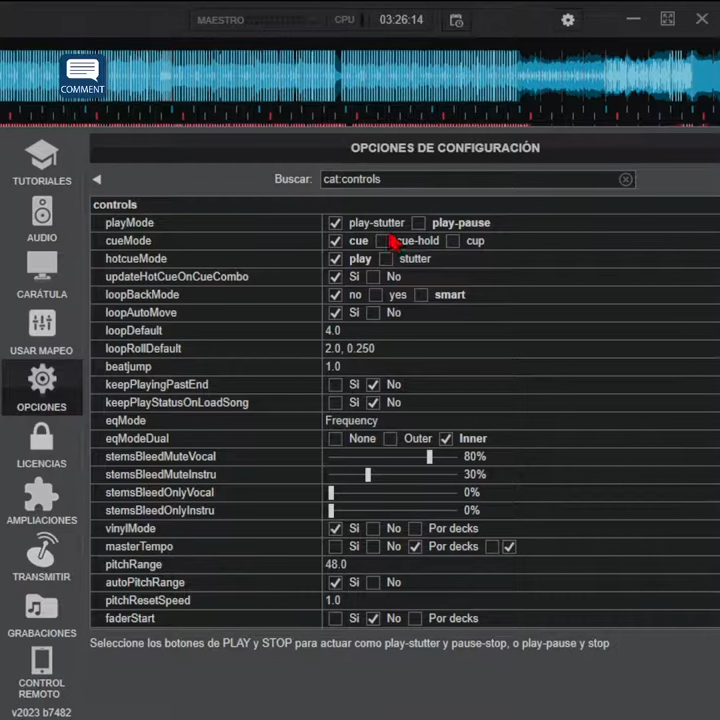 MAESTRO CPU 03:26:14
COMMENT
OPCIONES DE CONFIGURACIÓN
TUTORIALES
Buscar: cat:controls
controls
playMode play-stutter play-pause
cueMode cue cue-hold cup
hotcueMode play stutter
updateHotCueOnCueCombo Si No
loopBackMode no yes smart
loopAutoMove Si No
loopDefault 4.0
loopRollDefault 2.0, 0.250
beatjump 1.0
keepPlayingPastEnd Si No
keepPlayStatusOnLoadSong Si No
eqMode Frequency
eqModeDual None Outer Inner
stemsBleedMuteVocal 80%
stemsBleedMuteInstru 30%
stemsBleedOnlyVocal 0%
stemsBleedOnlyInstru 0%
vinylMode Si No Por decks
masterTempo Si No Por decks
pitchRange 48.0
autoPitchRange Si No
pitchResetSpeed 1.0
faderStart Si No Por decks
Seleccione los botones de PLAY y STOP para actuar como play-stutter y pause-stop, o play-pause y stop
AUDIO
CARÁTULA
USAR MAPEO
OPCIONES
LICENCIAS
AMPLIACIONES
TRANSMITIR
GRABACIONES
CONTROL
REMOTO
v2023 b7482